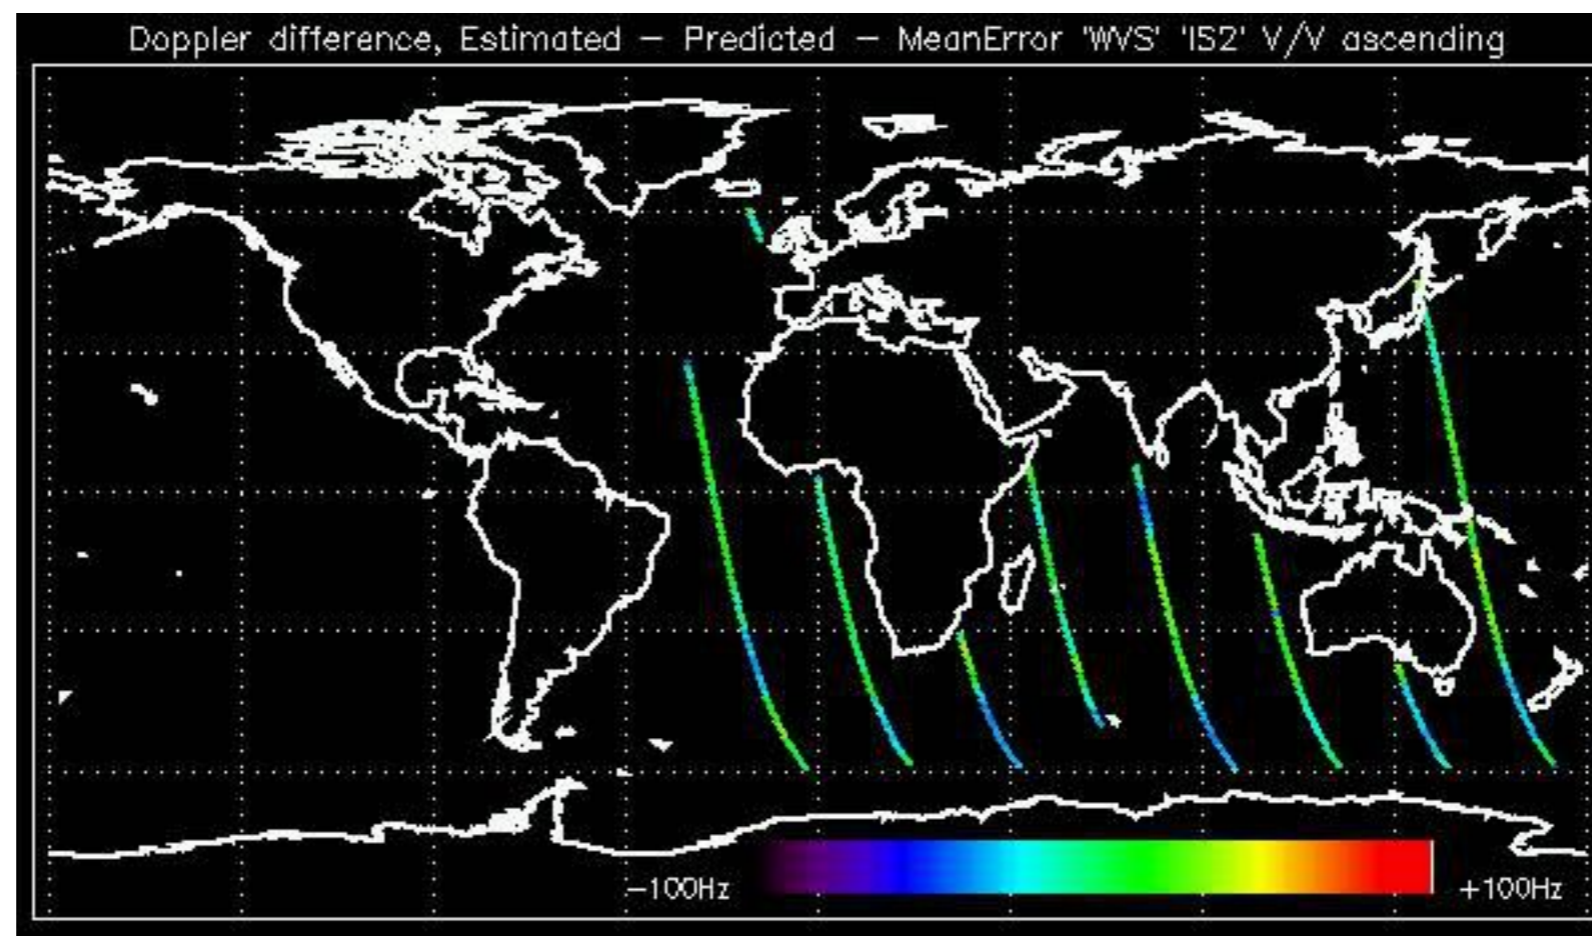 Doppler difference, Estimated – Predicted – MeanError 'WVS' 'IS2' V/V ascending
−100Hz
+100Hz